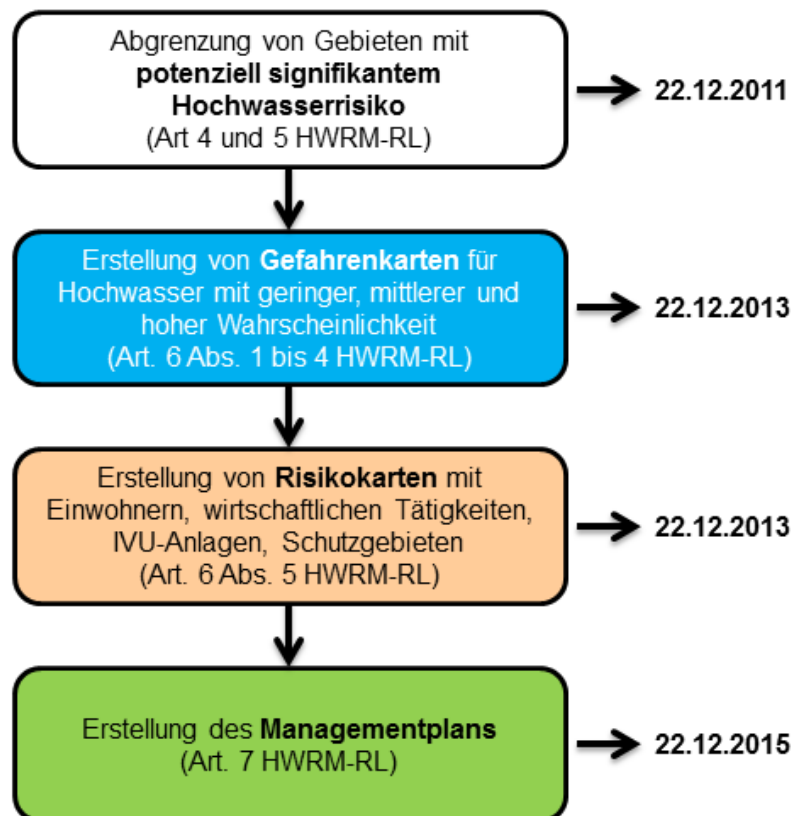 Abgrenzung von Gebieten mit
potenziell signifikantem
Hochwasserrisiko
(Art 4 und 5 HWRM-RL)
22.12.2011
Erstellung von Gefahrenkarten für
Hochwasser mit geringer, mittlerer und
hoher Wahrscheinlichkeit
(Art. 6 Abs. 1 bis 4 HWRM-RL)
22.12.2013
Erstellung von Risikokarten mit
Einwohnern, wirtschaftlichen Tätigkeiten,
IVU-Anlagen, Schutzgebieten
(Art. 6 Abs. 5 HWRM-RL)
22.12.2013
Erstellung des Managementplans
(Art. 7 HWRM-RL)
22.12.2015